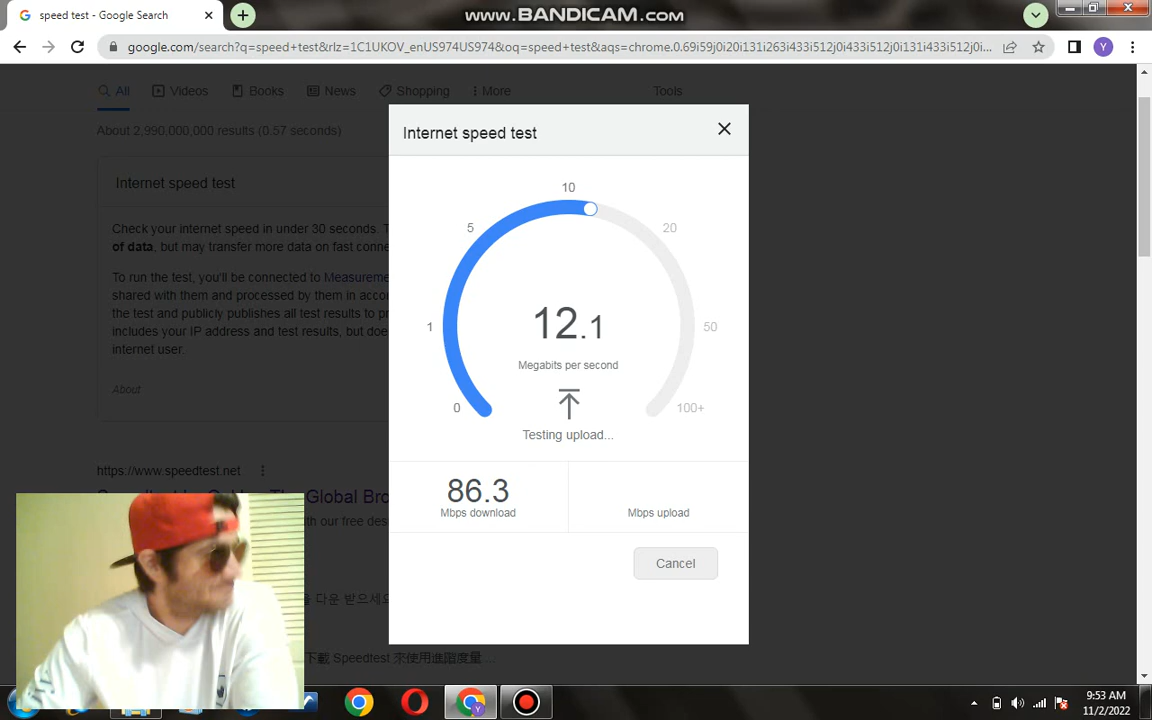 speed test - Google Search
www.BANDICAM.com
google.com/search?q=speed+test&rlz=1C1UKOV_enUS974US974&oq=speed+test&aqs=chrome.0.69i59j0i20i131i263i433i512j0i433i512j0i131i433i512j0i...
Y
All Videos Books News Shopping More Tools
About 2,990,000,000 results (0.57 seconds)
Internet speed test
Check your internet speed in under 30 seconds. T
of data, but may transfer more data on fast conne
To run the test, you'll be connected to Measureme
shared with them and processed by them in accor
the test and publicly publishes all test results to pr
includes your IP address and test results, but doe
internet user.
About
https://www.speedtest.net
Global Bro
th our free des
다운 받으세요
下載 Speedtest 來使用進階度量 ...
Internet speed test
0
1
5
10
20
50
100+
12.1
Megabits per second
Testing upload...
86.3
Mbps download
Mbps upload
Cancel
Y
9:53 AM
11/2/2022